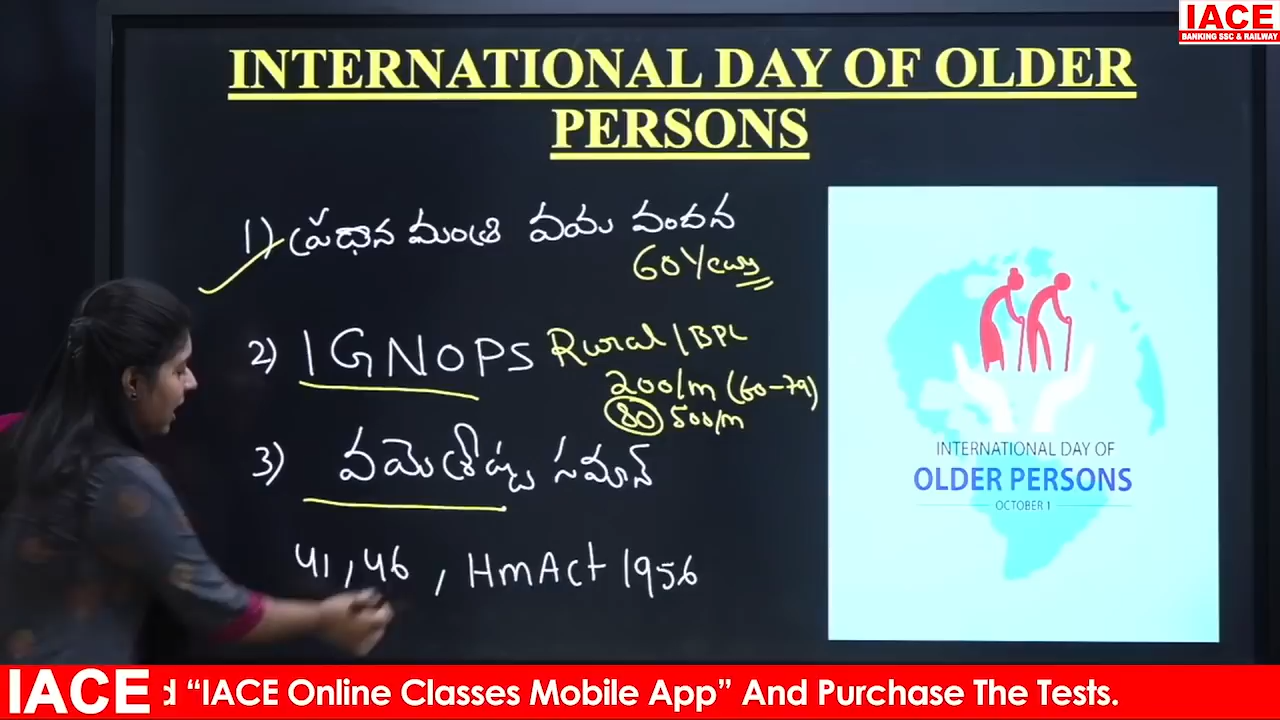 IACE
BANKING SSC & RAILWAY
INTERNATIONAL DAY OF OLDER
PERSONS
1) ప్రధాన మంత్రి వయ వందన
60 Years
2) IGNOPS Rural / BPL
200/m (60-79)
80 500/m
3) వయో శ్రేష్ఠ సమాన్
41, 46, HmAct 1956
INTERNATIONAL DAY OF
OLDER PERSONS
OCTOBER 1
IACE d “IACE Online Classes Mobile App” And Purchase The Tests.